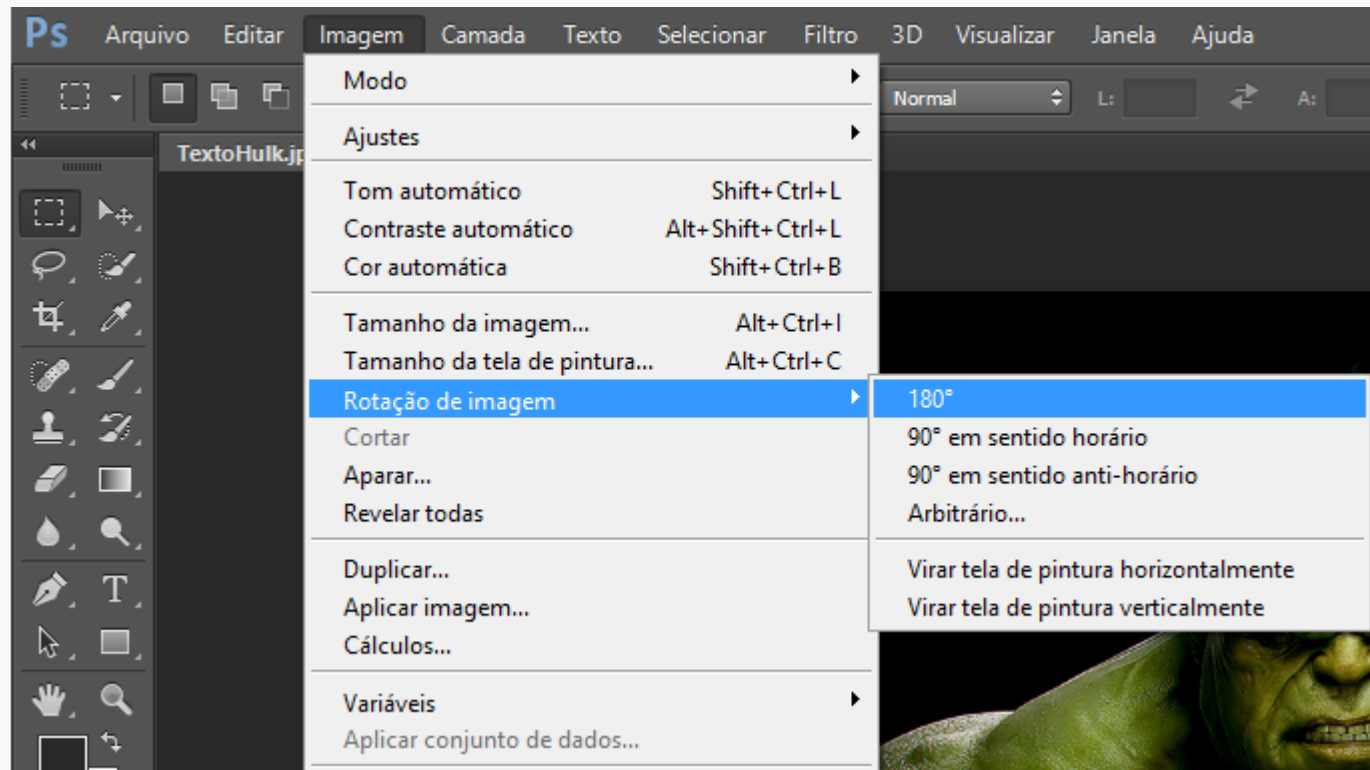 Ps Arquivo Editar Imagem Camada Texto Selecionar Filtro 3D Visualizar Janela Ajuda
Normal L: A:
TextoHulk.jp
Modo
Ajustes
Tom automático Shift+Ctrl+L
Contraste automático Alt+Shift+Ctrl+L
Cor automática Shift+Ctrl+B
Tamanho da imagem... Alt+Ctrl+I
Tamanho da tela de pintura... Alt+Ctrl+C
Rotação de imagem
Cortar
Aparar...
Revelar todas
Duplicar...
Aplicar imagem...
Cálculos...
Variáveis
Aplicar conjunto de dados...
180°
90° em sentido horário
90° em sentido anti-horário
Arbitrário...
Virar tela de pintura horizontalmente
Virar tela de pintura verticalmente